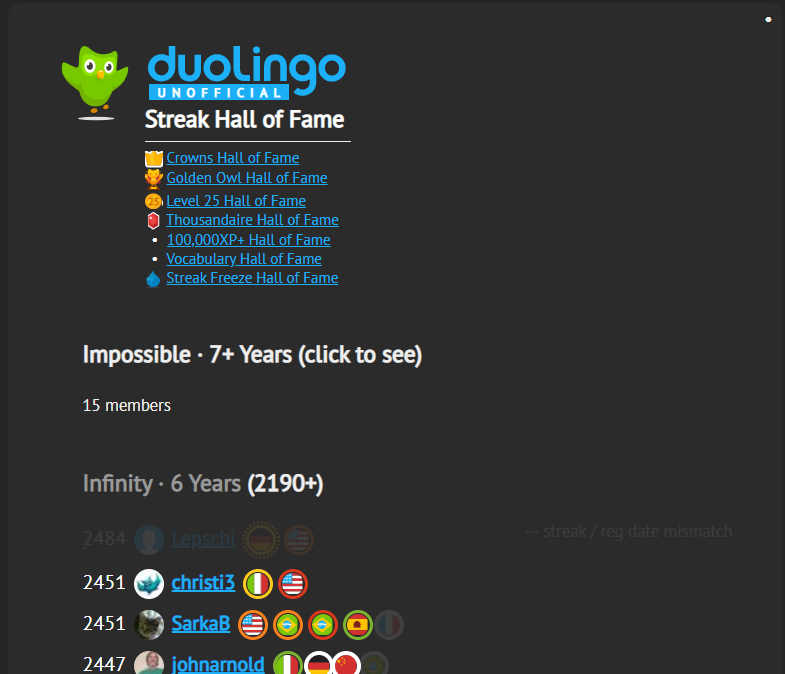 duolingo
UNOFFICIAL
Streak Hall of Fame
Crowns Hall of Fame
Golden Owl Hall of Fame
25 Level 25 Hall of Fame
Thousandaire Hall of Fame
• 100,000XP+ Hall of Fame
• Vocabulary Hall of Fame
Streak Freeze Hall of Fame
Impossible · 7+ Years (click to see)
15 members
Infinity · 6 Years (2190+)
2484 Lepschi ··· streak / reg date mismatch
2451 christi3
2451 SarkaB
2447 johnarnold